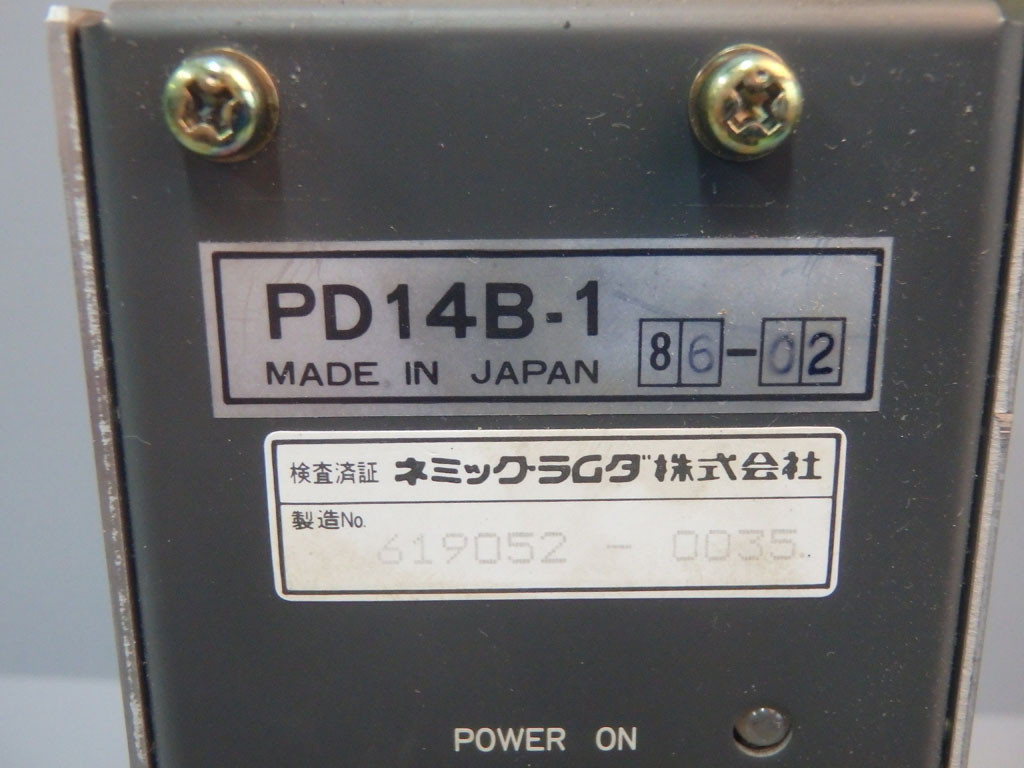 PD14B-1
MADE IN JAPAN 86-02
検査済証 ネミック・ラムダ株式会社
製造No.
619052 - 0035.
POWER ON